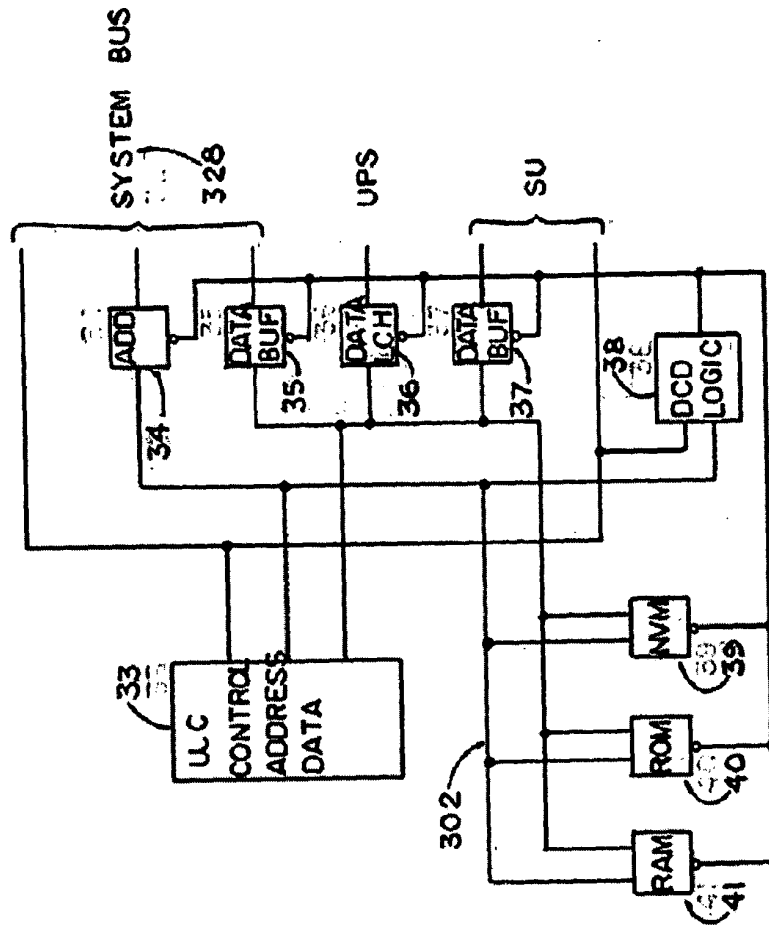 33
ULC
CONTROL
ADDRESS
DATA
34
ADD
35
DATA
BUF
36
DATA
LCH
37
DATA
BUF
SYSTEM BUS
328
UPS
SU
38
DCD
LOGIC
302
RAM
41
ROM
40
NVM
39